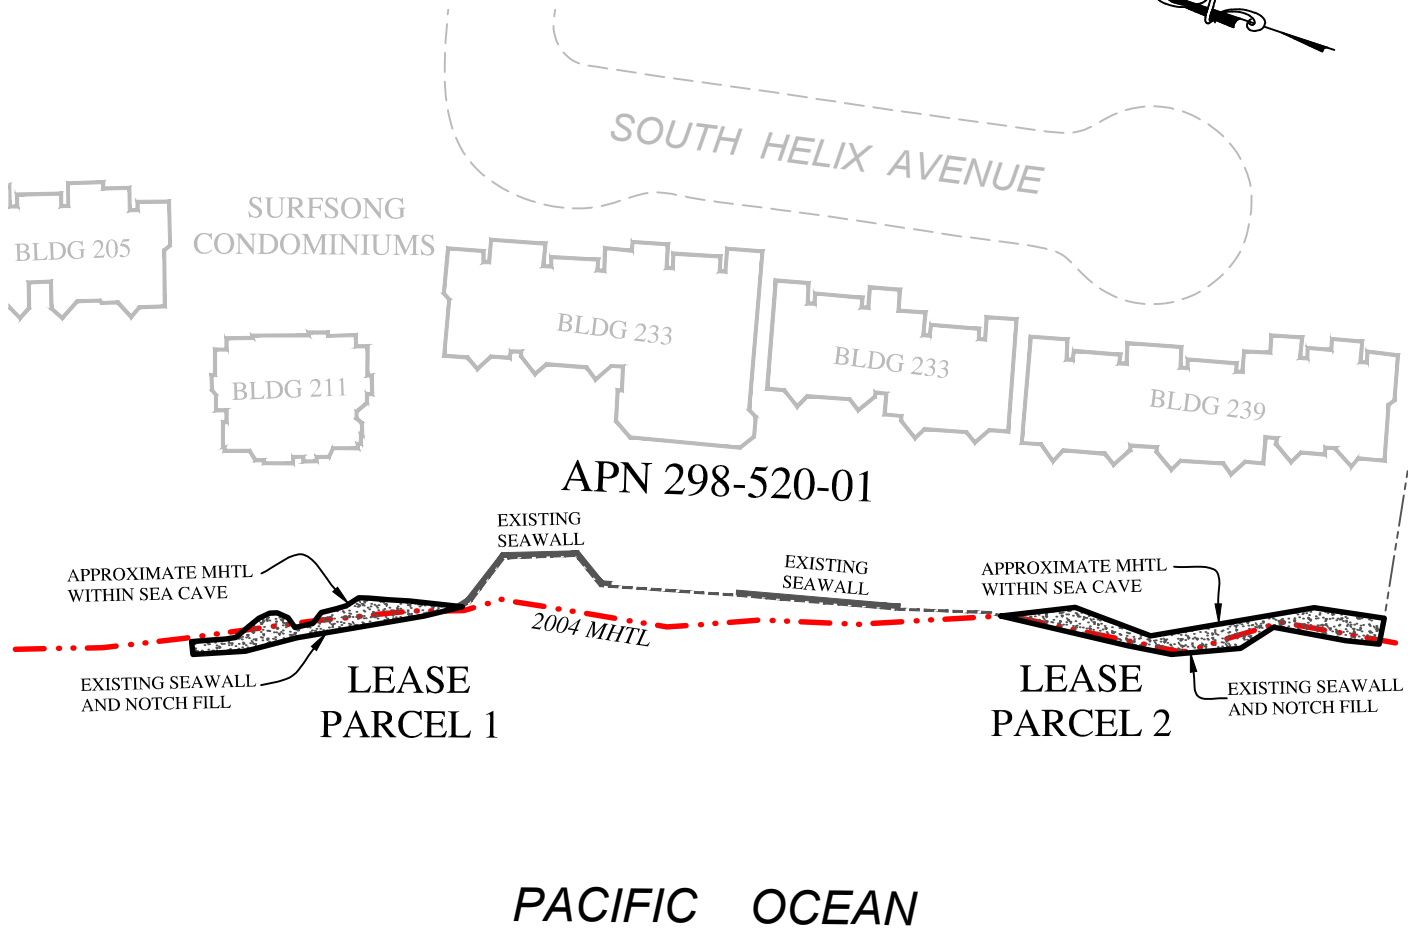 SOUTH HELIX AVENUE
SURFSONG
CONDOMINIUMS
BLDG 205
BLDG 211
BLDG 233
BLDG 233
BLDG 239
APN 298-520-01
EXISTING
SEAWALL
EXISTING
SEAWALL
APPROXIMATE MHTL
WITHIN SEA CAVE
APPROXIMATE MHTL
WITHIN SEA CAVE
2004 MHTL
EXISTING SEAWALL
AND NOTCH FILL
LEASE
PARCEL 1
LEASE
PARCEL 2
EXISTING SEAWALL
AND NOTCH FILL
PACIFIC OCEAN